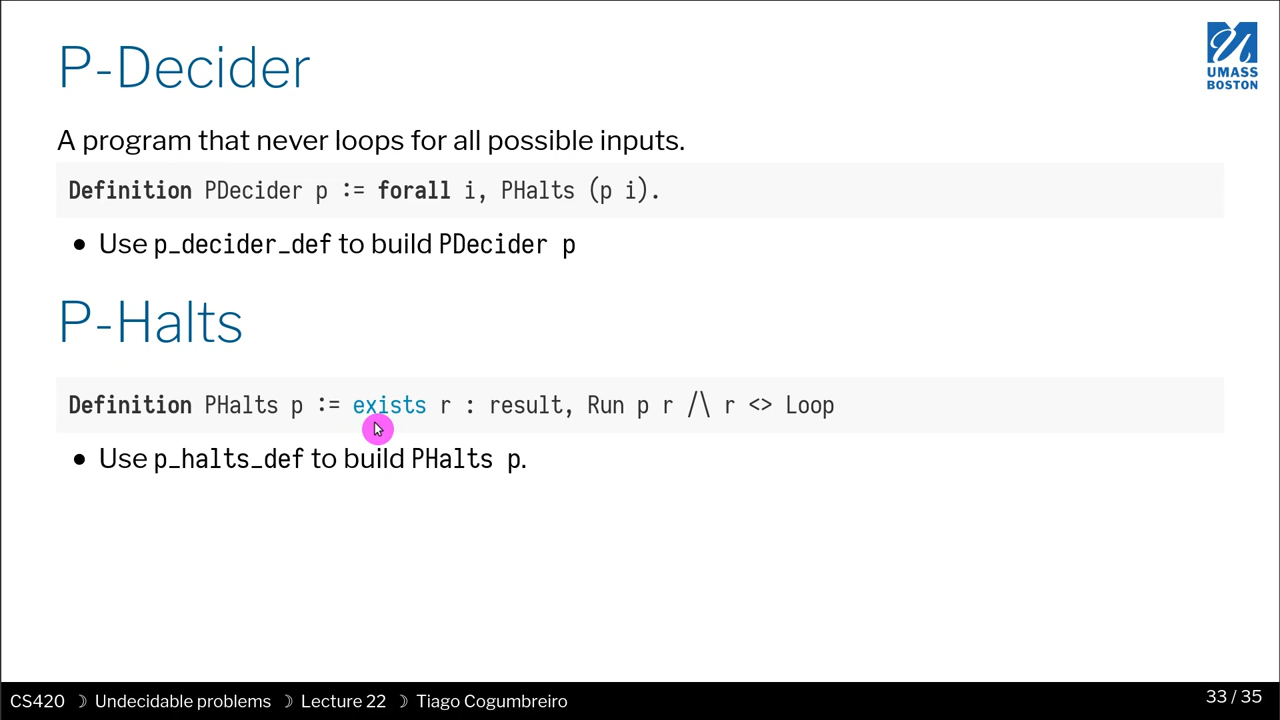 P-Decider
UMASS
BOSTON
A program that never loops for all possible inputs.
Definition PDecider p := forall i, PHalts (p i).
● Use p_decider_def to build PDecider p
P-Halts
Definition PHalts p := exists r : result, Run p r /\ r <> Loop
● Use p_halts_def to build PHalts p.
CS420 ☽ Undecidable problems ☽ Lecture 22 ☽ Tiago Cogumbreiro
33 / 35